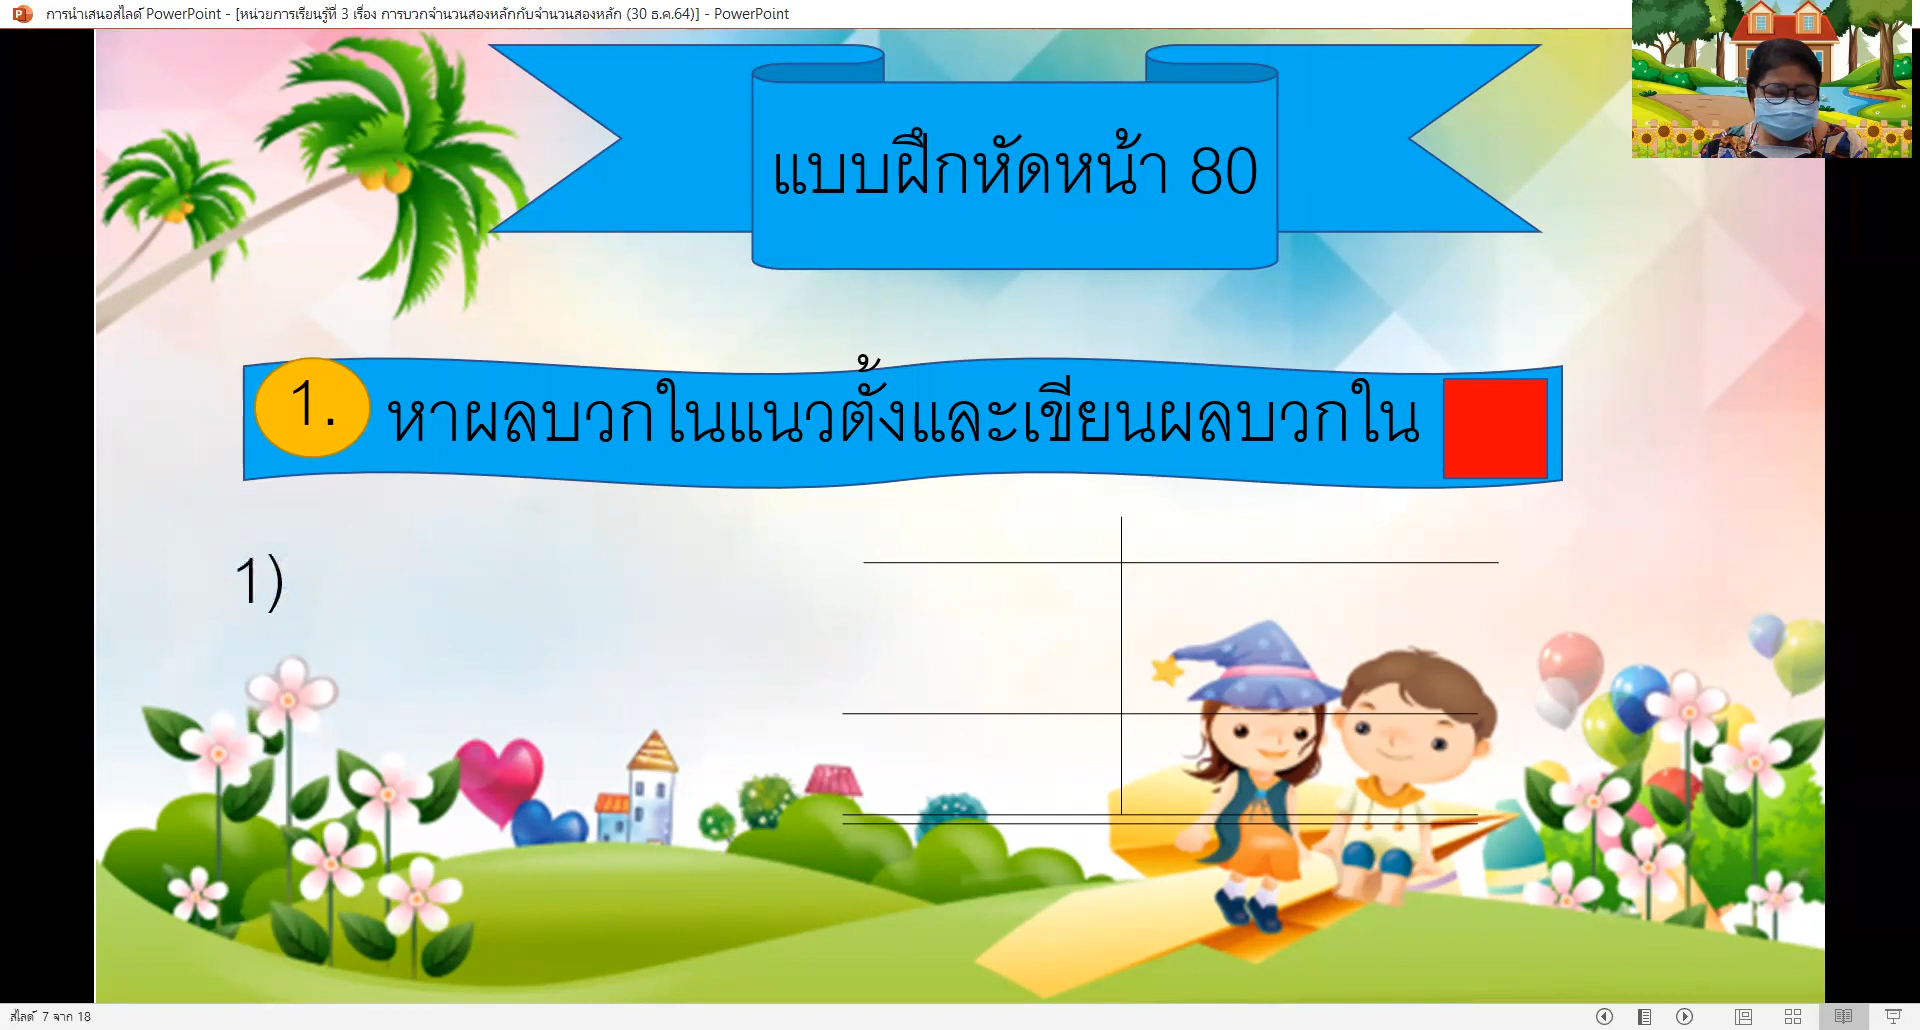 การนำเสนอสไลด์ PowerPoint - [หน่วยการเรียนรู้ที่ 3 เรื่อง การบวกจำนวนสองหลักกับจำนวนสองหลัก (30 ธ.ค.64)] - PowerPoint
แบบฝึกหัดหน้า 80
1. หาผลบวกในแนวตั้งและเขียนผลบวกใน
1)
สไลด์ 7 จาก 18